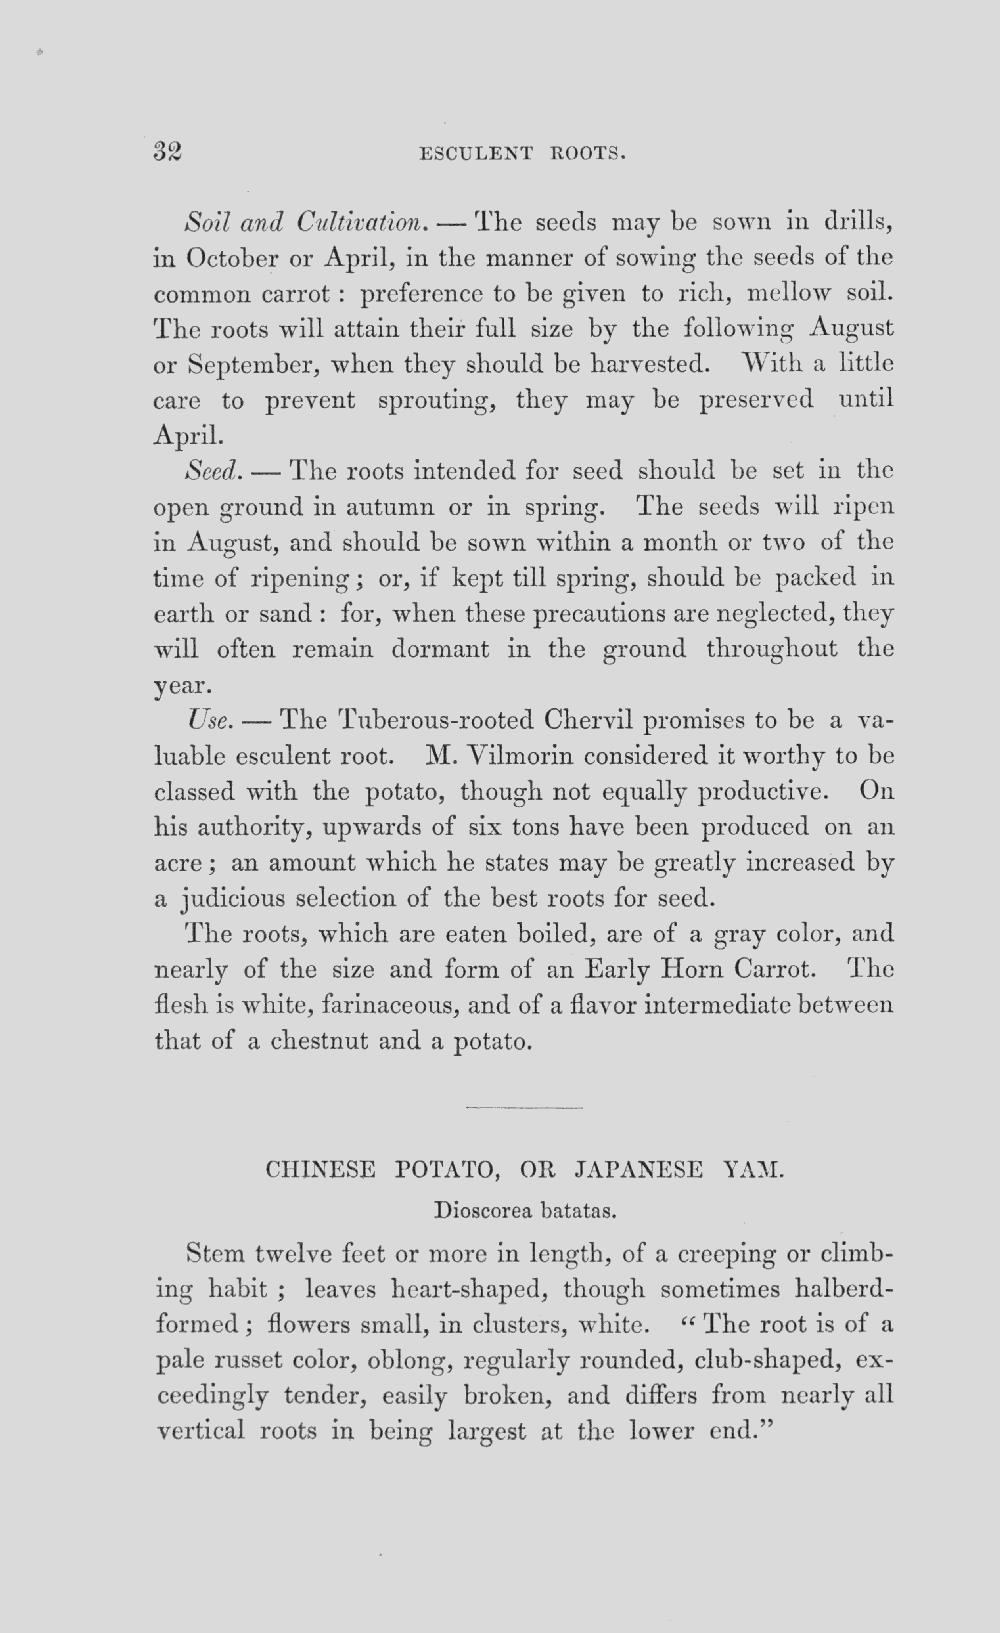 32 ESCULENT ROOTS.
Soil and Cultivation. — The seeds may be sown in drills,
in October or April, in the manner of sowing the seeds of the
common carrot : preference to be given to rich, mellow soil.
The roots will attain their full size by the following August
or September, when they should be harvested. With a little
care to prevent sprouting, they may be preserved until
April.
Seed. — The roots intended for seed should be set in the
open ground in autumn or in spring. The seeds will ripen
in August, and should be sown within a month or two of the
time of ripening ; or, if kept till spring, should be packed in
earth or sand : for, when these precautions are neglected, they
will often remain dormant in the ground throughout the
year.
Use. — The Tuberous-rooted Chervil promises to be a va-
luable esculent root. M. Vilmorin considered it worthy to be
classed with the potato, though not equally productive. On
his authority, upwards of six tons have been produced on an
acre ; an amount which he states may be greatly increased by
a judicious selection of the best roots for seed.
The roots, which are eaten boiled, are of a gray color, and
nearly of the size and form of an Early Horn Carrot. The
flesh is white, farinaceous, and of a flavor intermediate between
that of a chestnut and a potato.
CHINESE POTATO, OR JAPANESE YAM.
Dioscorea batatas.
Stem twelve feet or more in length, of a creeping or climb-
ing habit ; leaves heart-shaped, though sometimes halberd-
formed ; flowers small, in clusters, white. “ The root is of a
pale russet color, oblong, regularly rounded, club-shaped, ex-
ceedingly tender, easily broken, and differs from nearly all
vertical roots in being largest at the lower end.”